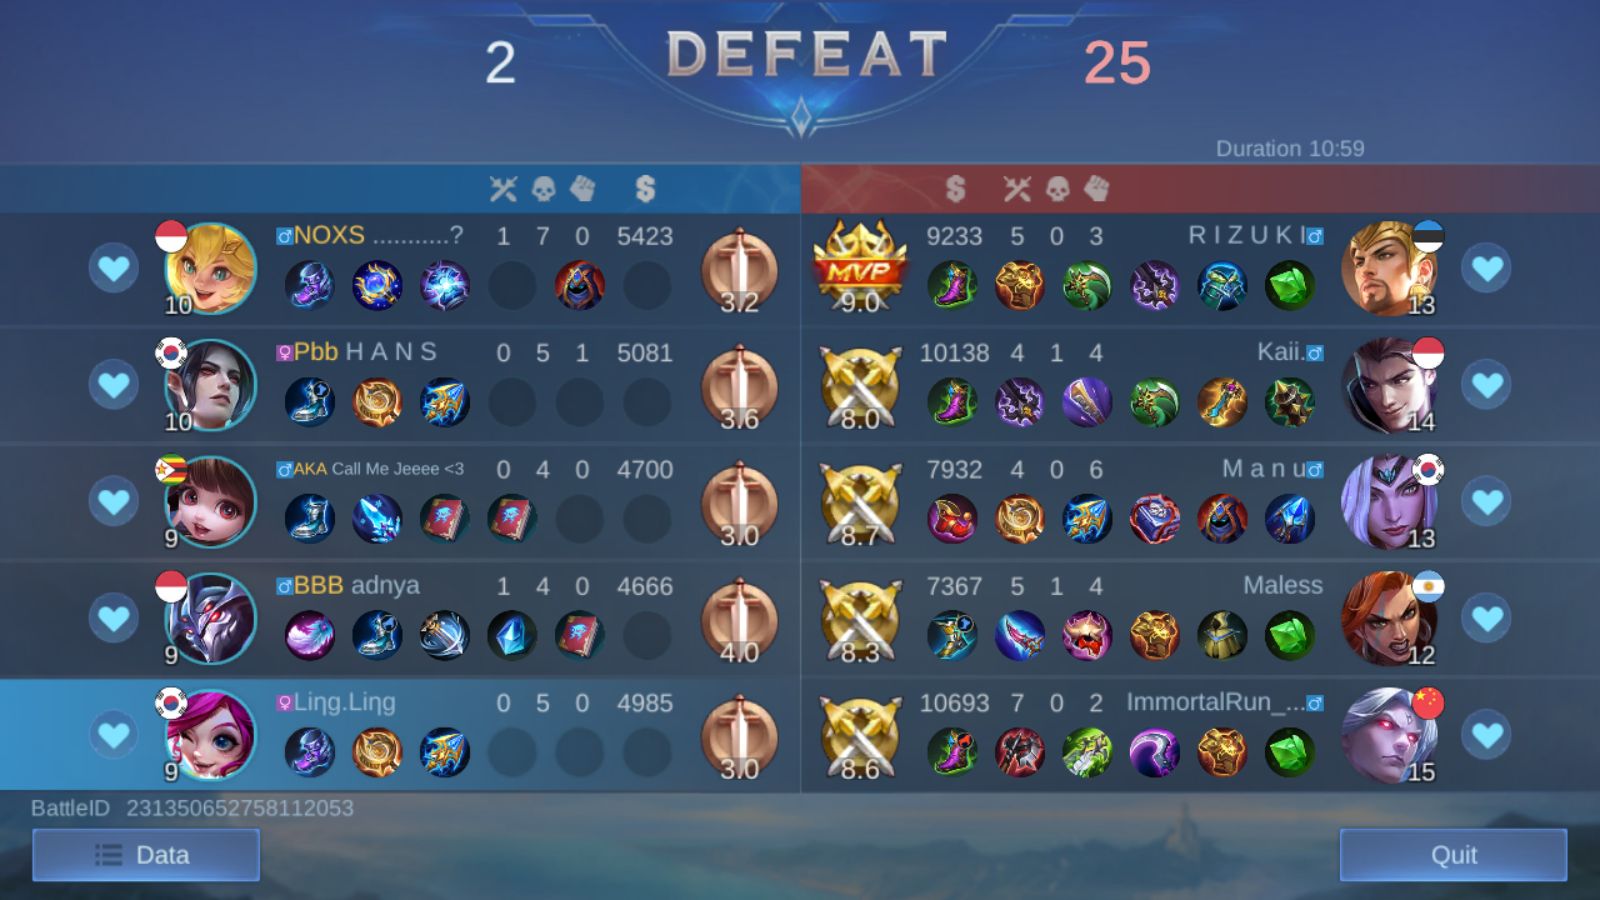 2 DEFEAT 25
Duration 10:59
NOXS ...........? 1 7 0 5423 3.2
10
MVP 9.0 9233 5 0 3 R I Z U K I 13
Pbb H A N S 0 5 1 5081 3.6
10
8.0 10138 4 1 4 Kaii. 14
AKA Call Me Jeeee <3 0 4 0 4700 3.0
9
8.7 7932 4 0 6 M a n u 13
BBB adnya 1 4 0 4666 4.0
9
8.3 7367 5 1 4 Maless 12
Liηg.Liηg 0 5 0 4985 3.0
9
8.6 10693 7 0 2 ImmortalRun_... 15
BattleID 231350652758112053
Data
Quit